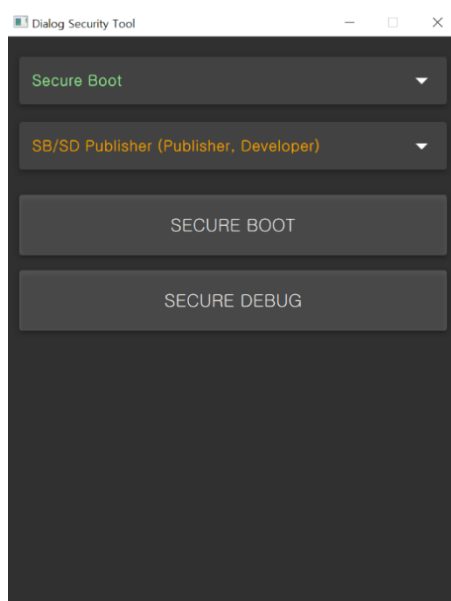 Dialog Security Tool
Secure Boot
SB/SD Publisher (Publisher, Developer)
SECURE BOOT
SECURE DEBUG